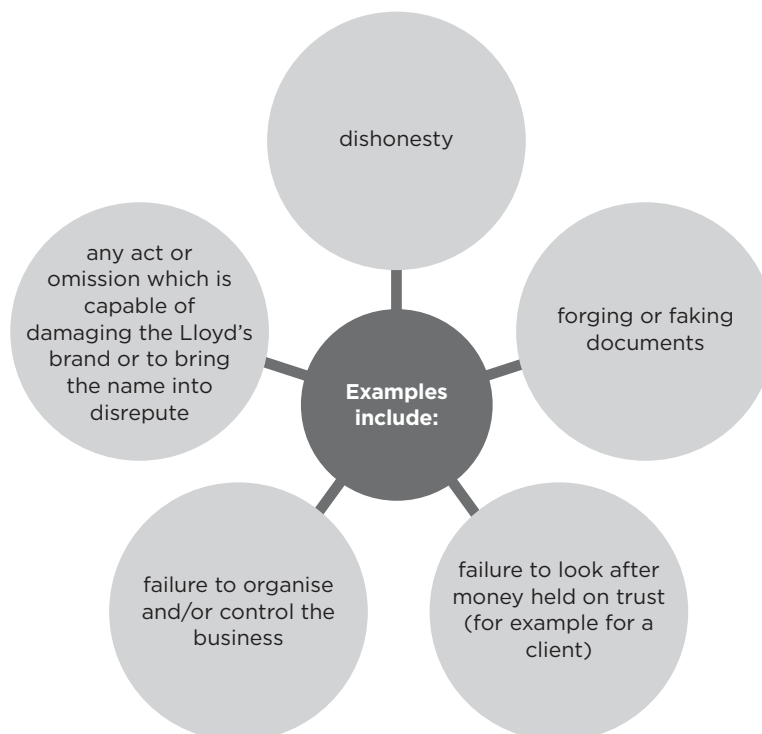 dishonesty
any act or
omission which is
capable of
damaging the Lloyd's
brand or to bring
the name into
disrepute
forging or faking
documents
Examples
include:
failure to organise
and/or control the
business
failure to look after
money held on trust
(for example for a
client)